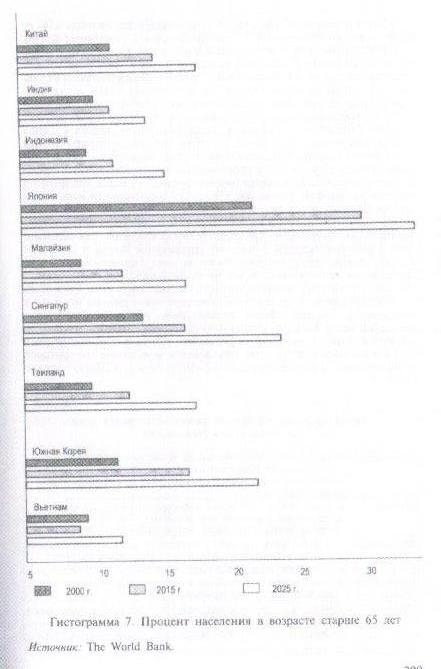 Китай
Индия
Индонезия
Япония
Малайзия
Сингапур
Таиланд
Южная Корея
Вьетнам
5 10 15 20 25 30
2000 г. 2015 г 2025 г.
Гистограмма 7. Процент населения в возрасте старше 65 лет
Источник: The World Bank.